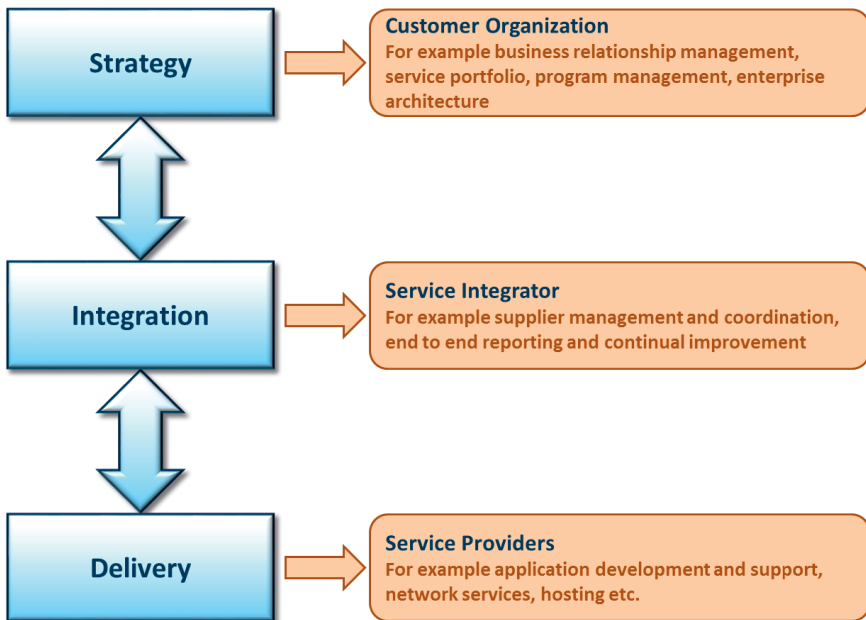 Strategy
Customer Organization
For example business relationship management,
service portfolio, program management, enterprise
architecture
Integration
Service Integrator
For example supplier management and coordination,
end to end reporting and continual improvement
Delivery
Service Providers
For example application development and support,
network services, hosting etc.